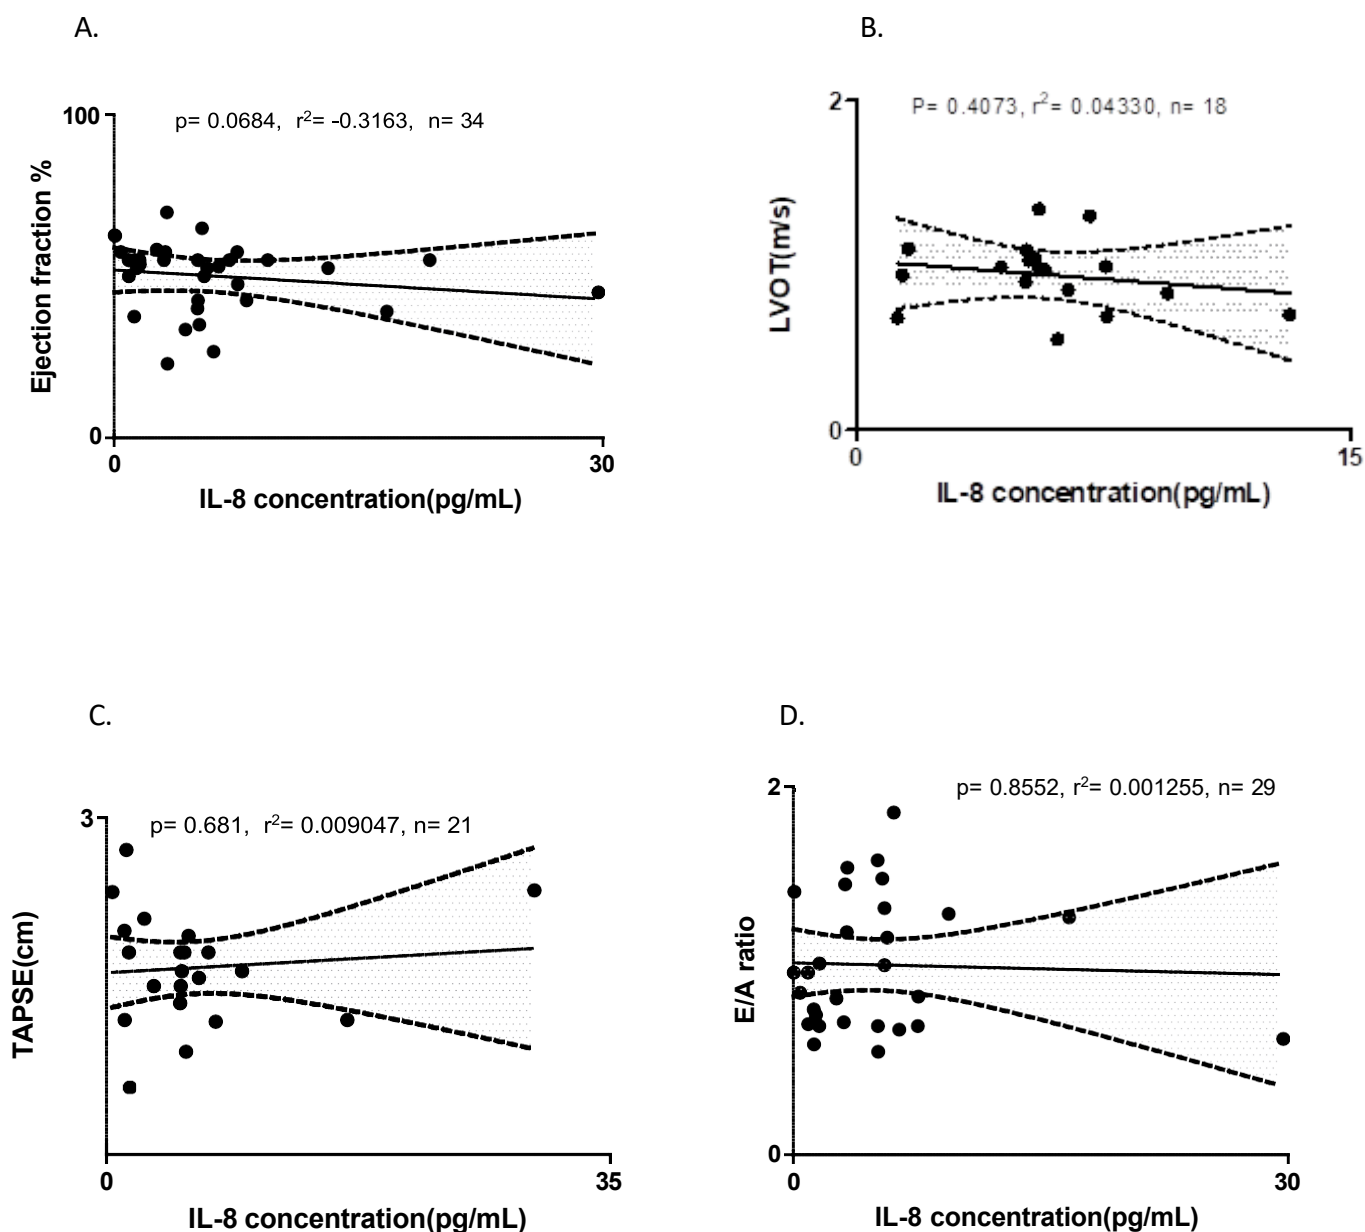 A.
p= 0.0684, r²= -0.3163, n= 34
100
Ejection fraction %
0
0
30
IL-8 concentration(pg/mL)
B.
P= 0.4073, r²= 0.04330, n= 18
2
LVOT(m/s)
0
0
15
IL-8 concentration(pg/mL)
C.
p= 0.681, r²= 0.009047, n= 21
3
TAPSE(cm)
0
35
IL-8 concentration(pg/mL)
D.
p= 0.8552, r²= 0.001255, n= 29
2
E/A ratio
0
0
30
IL-8 concentration(pg/mL)